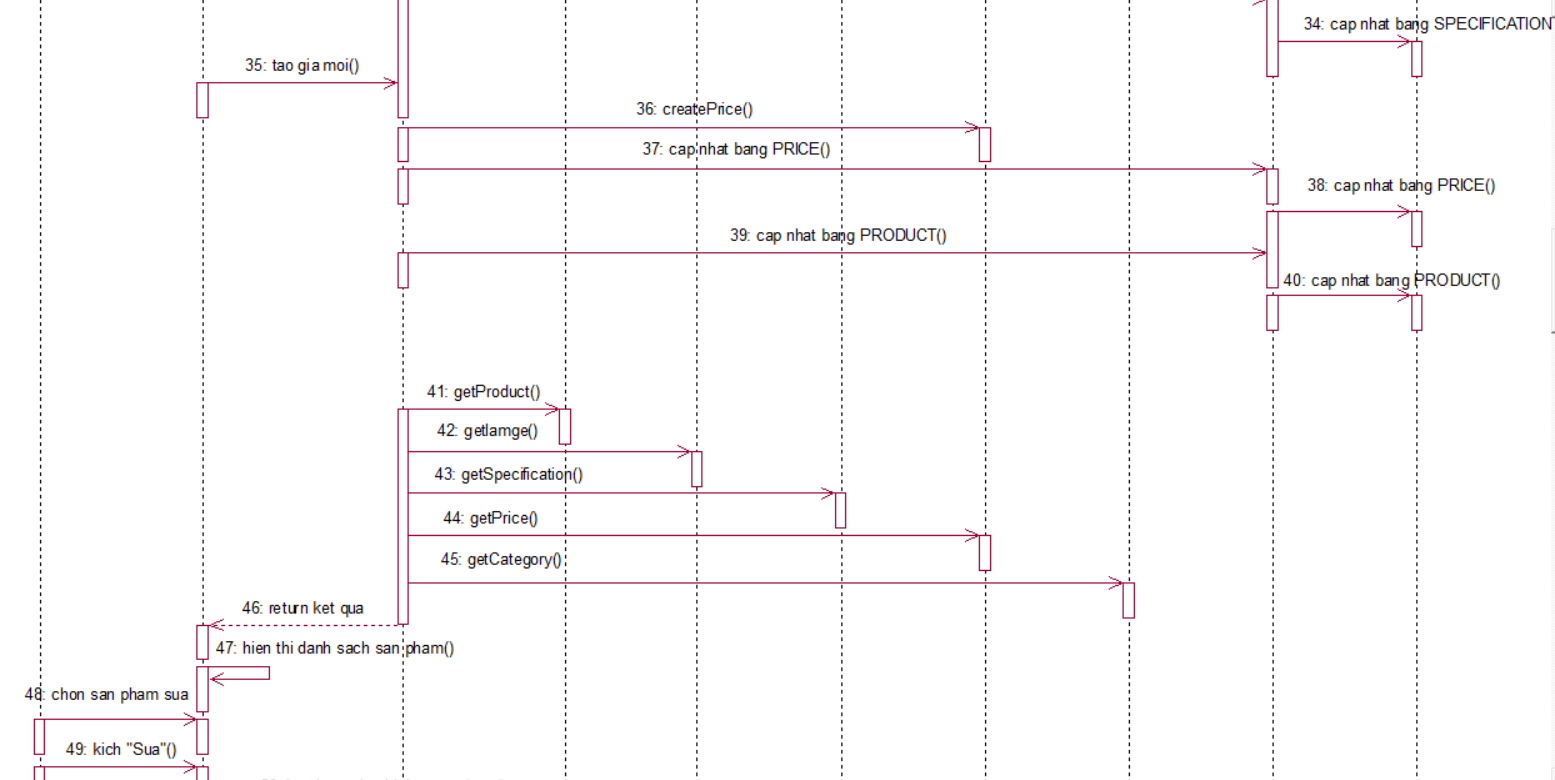 34: cap nhat bang SPECIFICATION
35: tao gia moi()
36: createPrice()
37: cap nhat bang PRICE()
38: cap nhat bang PRICE()
39: cap nhat bang PRODUCT()
40: cap nhat bang PRODUCT()
41: getProduct()
42: getIamge()
43: getSpecification()
44: getPrice()
45: getCategory()
46: return ket qua
47: hien thi danh sach san pham()
48: chon san pham sua
49: kich "Sua"()